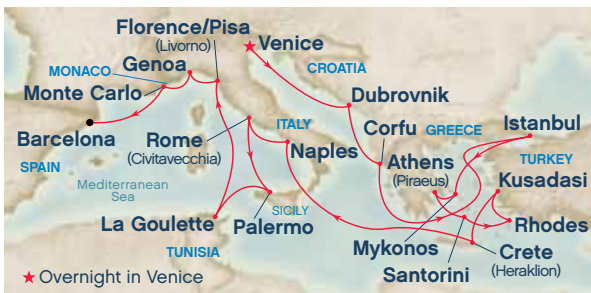 Florence/Pisa
(Livorno)
Venice
Genoa
MONACO
CROATIA
Monte Carlo
Dubrovnik
Barcelona
Rome
(Civitavecchia)
ITALY
Naples
Corfu
GREECE
Istanbul
Athens
(Piraeus)
TURKEY
Kusadasi
SPAIN
Mediterranean
Sea
La Goulette
SICILY
Palermo
TUNISIA
Mykonos
Santorini
Rhodes
Crete
(Heraklion)
Overnight in Venice